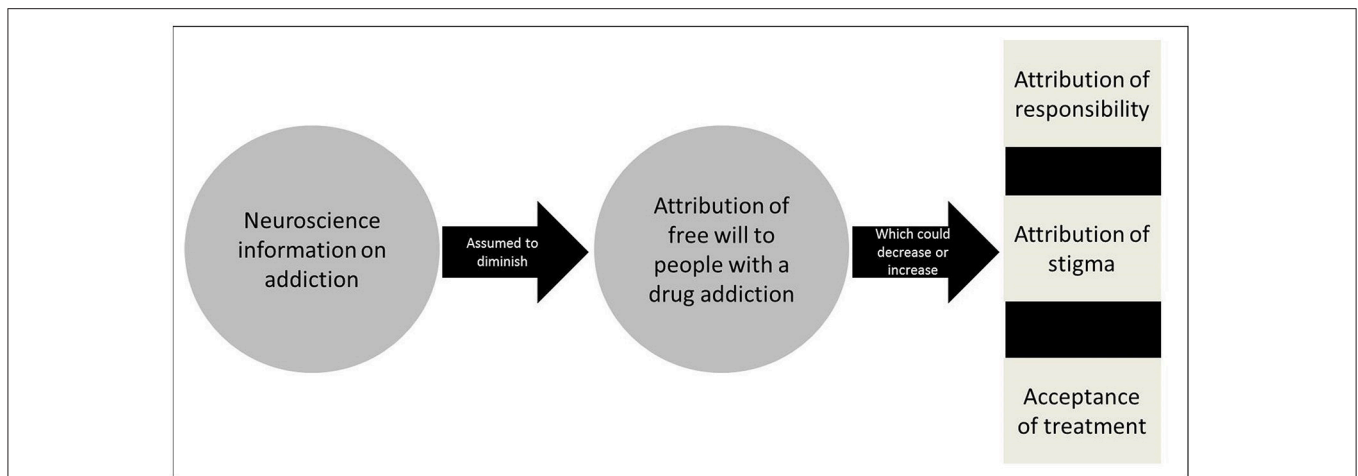 Neuroscience
information on
addiction
Assumed to
diminish
Attribution of
free will to
people with a
drug addiction
Which could
decrease or
increase
Attribution of
responsibility
Attribution of
stigma
Acceptance
of treatment